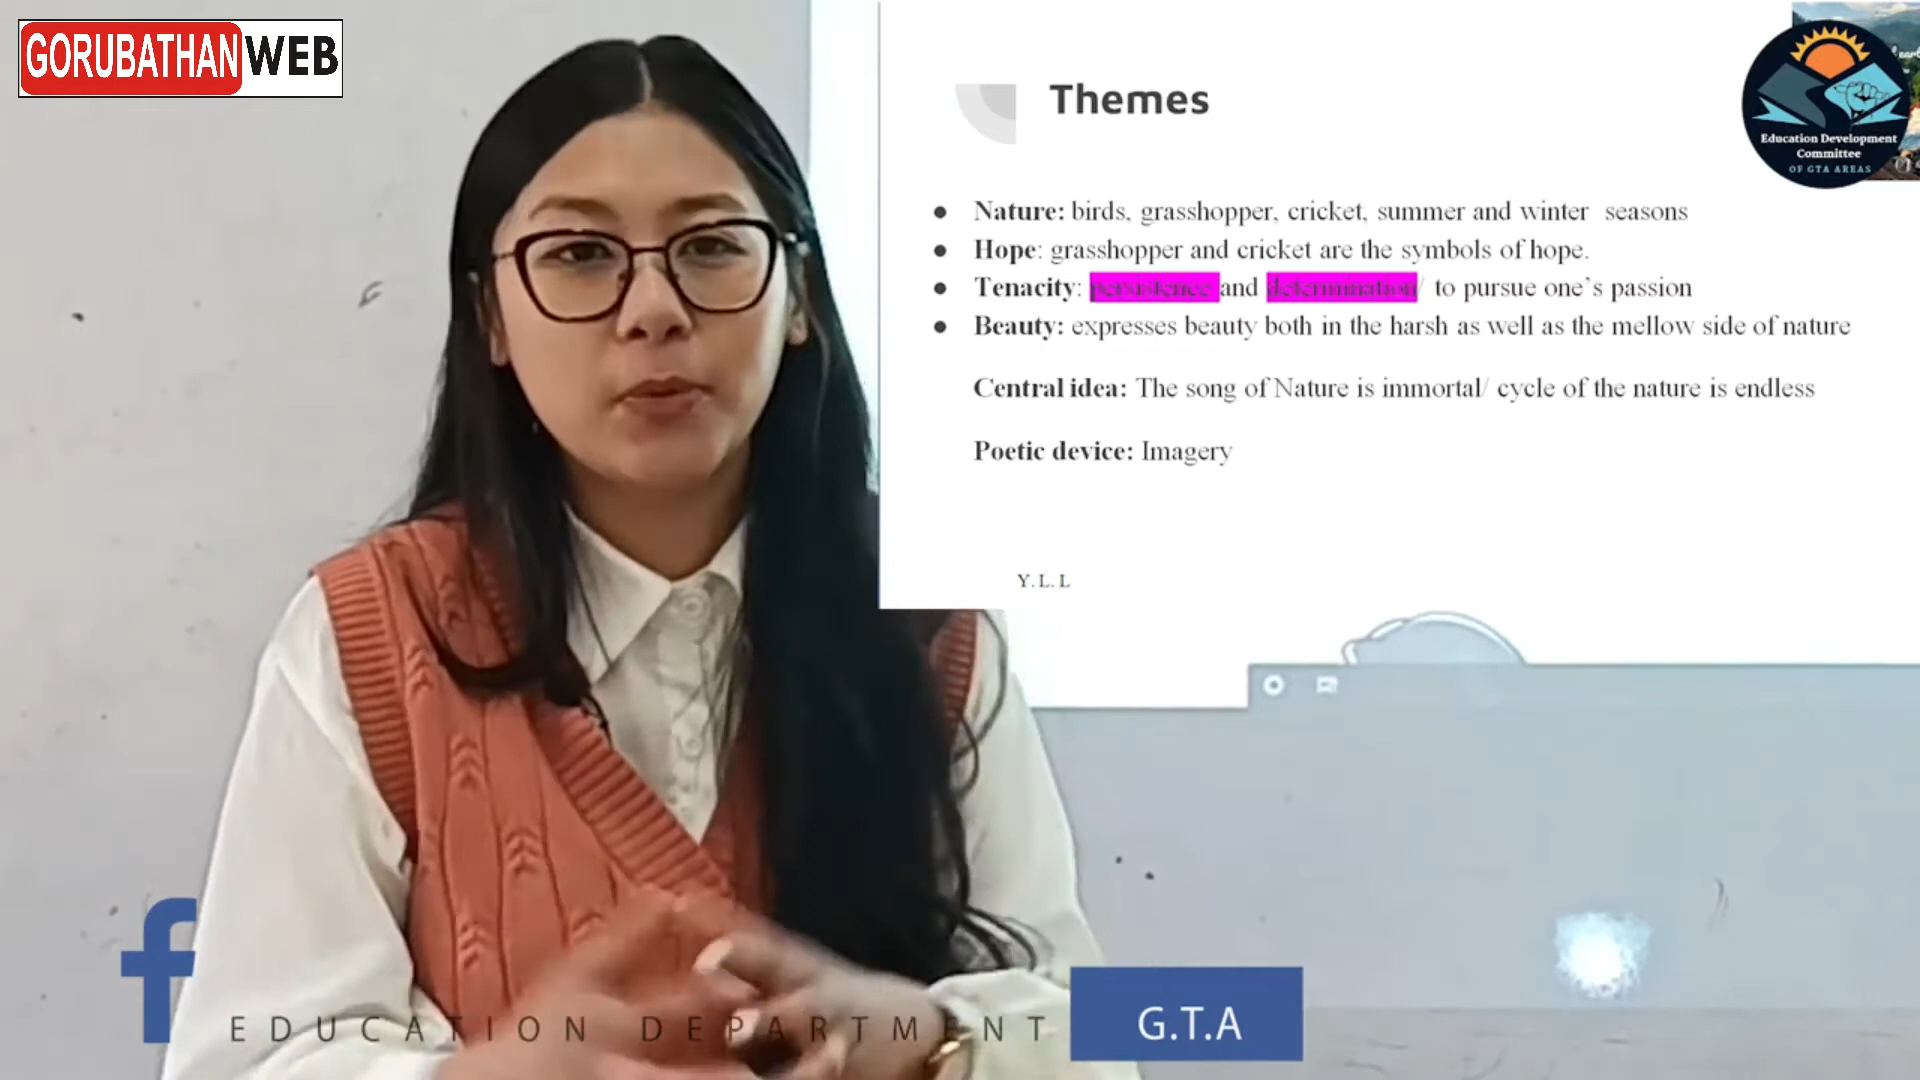 GORUBATHAN WEB
Themes
Education Development
Committee
OF GTA AREAS
● Nature: birds, grasshopper, cricket, summer and winter seasons
● Hope: grasshopper and cricket are the symbols of hope.
● Tenacity: persistence and determination/ to pursue one's passion
● Beauty: expresses beauty both in the harsh as well as the mellow side of nature
Central idea: The song of Nature is immortal/ cycle of the nature is endless
Poetic device: Imagery
Y. L. L
f
EDUCATION DEPARTMENT
G.T.A